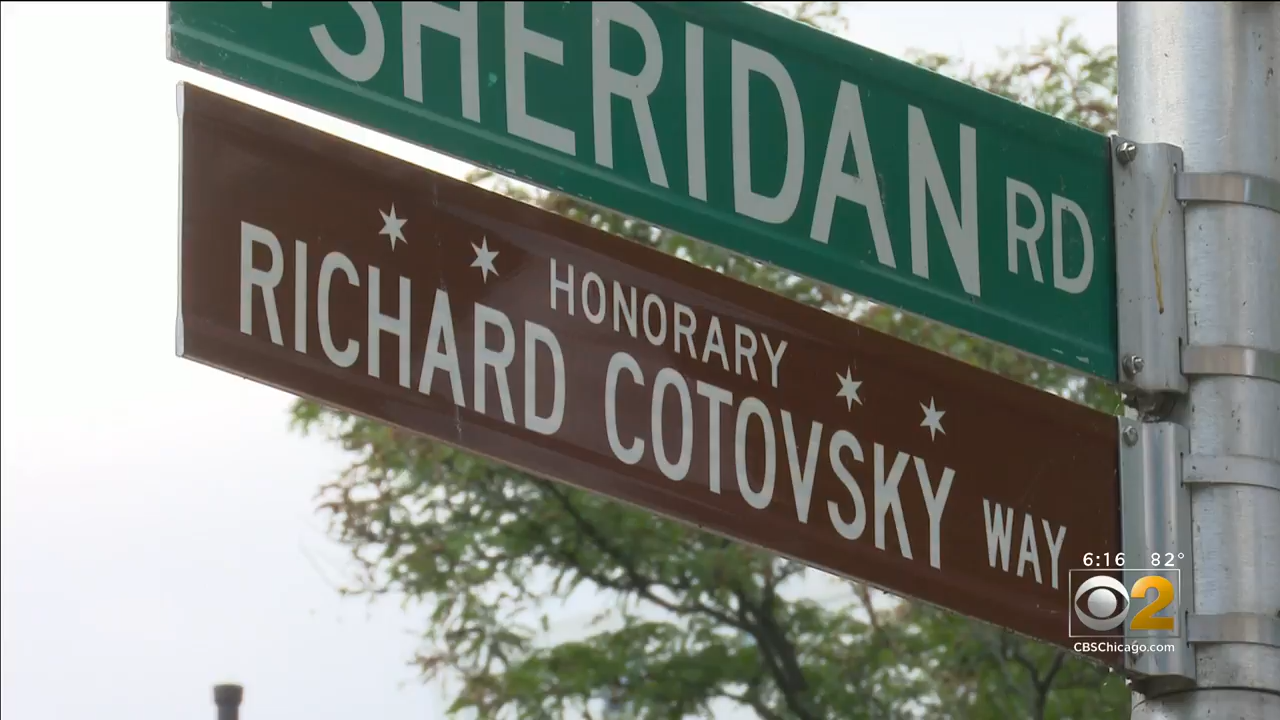 SHERIDAN RD
HONORARY
RICHARD COTOVSKY WAY
6:16 82°
2
CBSChicago.com